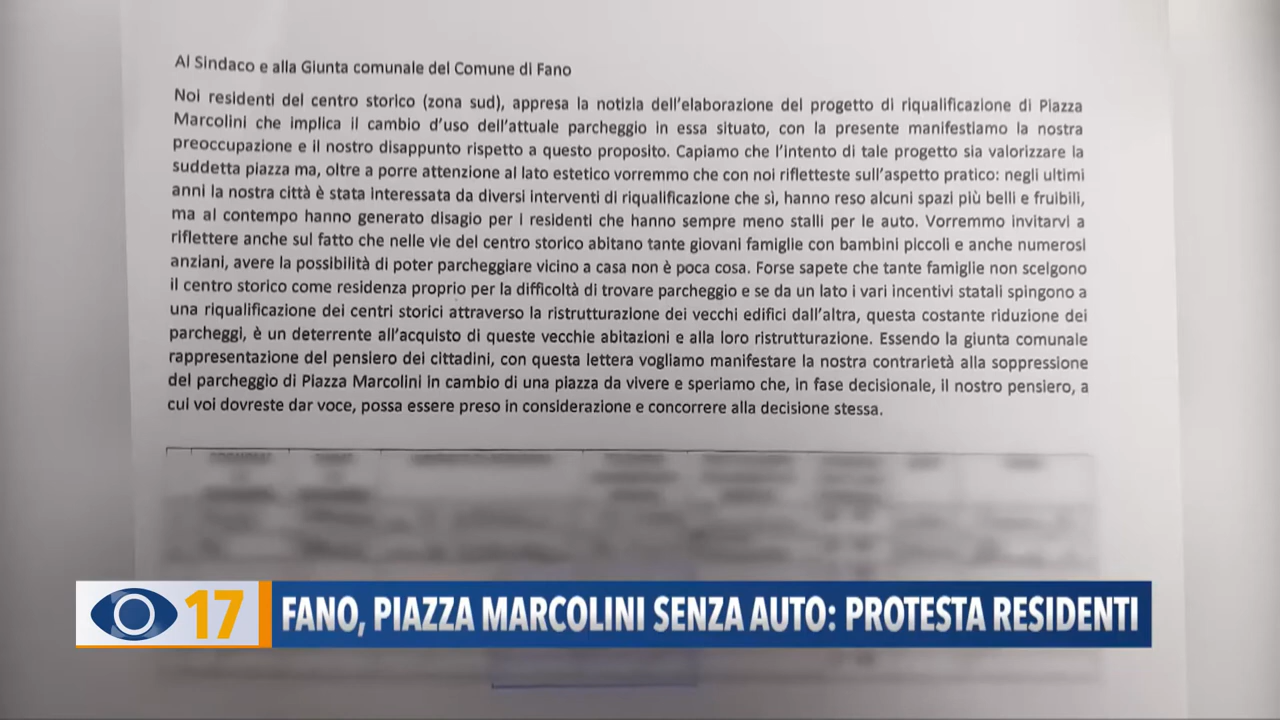 Al Sindaco e alla Giunta comunale del Comune di Fano
Noi residenti del centro storico (zona sud), appresa la notizia dell'elaborazione del progetto di riqualificazione di Piazza
Marcolini che implica il cambio d'uso dell'attuale parcheggio in essa situato, con la presente manifestiamo la nostra
preoccupazione e il nostro disappunto rispetto a questo proposito. Capiamo che l'intento di tale progetto sia valorizzare la
suddetta piazza ma, oltre a porre attenzione al lato estetico vorremmo che con noi rifletteste sull'aspetto pratico: negli ultimi
anni la nostra città è stata interessata da diversi interventi di riqualificazione che sì, hanno reso alcuni spazi più belli e fruibili,
ma al contempo hanno generato disagio per i residenti che hanno sempre meno stalli per le auto. Vorremmo invitarvi a
riflettere anche sul fatto che nelle vie del centro storico abitano tante giovani famiglie con bambini piccoli e anche numerosi
anziani, avere la possibilità di poter parcheggiare vicino a casa non è poca cosa. Forse sapete che tante famiglie non scelgono
il centro storico come residenza proprio per la difficoltà di trovare parcheggio e se da un lato i vari incentivi statali spingono a
una riqualificazione dei centri storici attraverso la ristrutturazione dei vecchi edifici dall'altra, questa costante riduzione dei
parcheggi, è un deterrente all'acquisto di queste vecchie abitazioni e alla loro ristrutturazione. Essendo la giunta comunale
rappresentazione del pensiero dei cittadini, con questa lettera vogliamo manifestare la nostra contrarietà alla soppressione
del parcheggio di Piazza Marcolini in cambio di una piazza da vivere e speriamo che, in fase decisionale, il nostro pensiero, a
cui voi dovreste dar voce, possa essere preso in considerazione e concorrere alla decisione stessa.
17 FANO, PIAZZA MARCOLINI SENZA AUTO: PROTESTA RESIDENTI